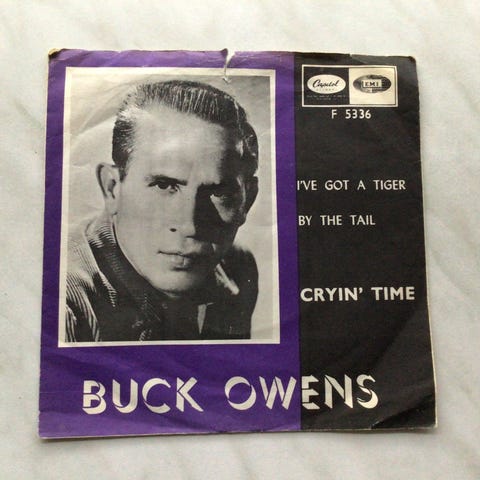 Capitol
EMI
F 5336
I'VE GOT A TIGER
BY THE TAIL
CRYIN' TIME
BUCK OWENS